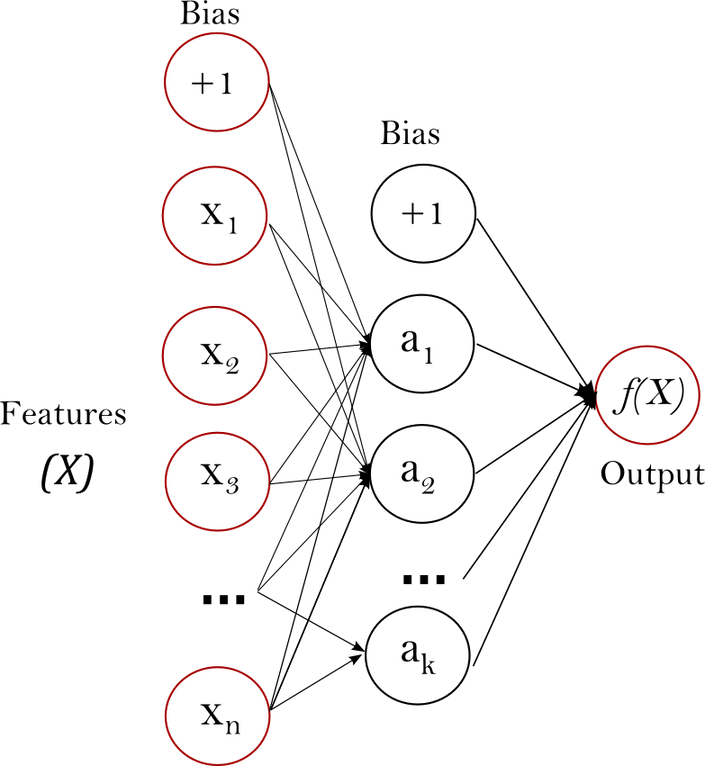 Bias
+1
x1
x2
x3
...
xn
Features
(X)
Bias
+1
a1
a2
...
ak
f(X)
Output